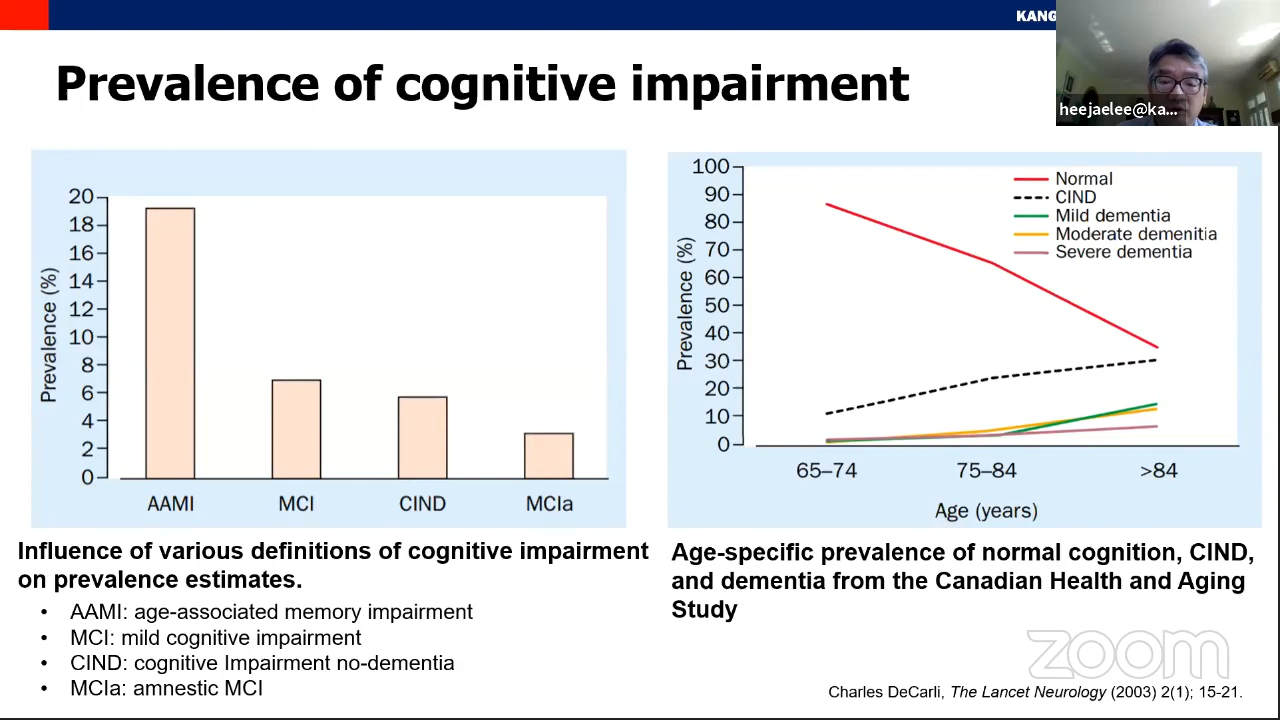 KANG
Prevalence of cognitive impairment
heejaelee@ka...
Prevalence (%)
20
18
16
14
12
10
8
6
4
2
0
AAMI
MCI
CIND
MCIa
Influence of various definitions of cognitive impairment
on prevalence estimates.
• AAMI: age-associated memory impairment
• MCI: mild cognitive impairment
• CIND: cognitive Impairment no-dementia
• MCIa: amnestic MCI
Prevalence (%)
100
90
80
70
60
50
40
30
20
10
0
Normal
CIND
Mild dementia
Moderate demenitia
Severe dementia
65–74
75–84
>84
Age (years)
Age-specific prevalence of normal cognition, CIND,
and dementia from the Canadian Health and Aging
Study
zoom
Charles DeCarli, The Lancet Neurology (2003) 2(1); 15-21.